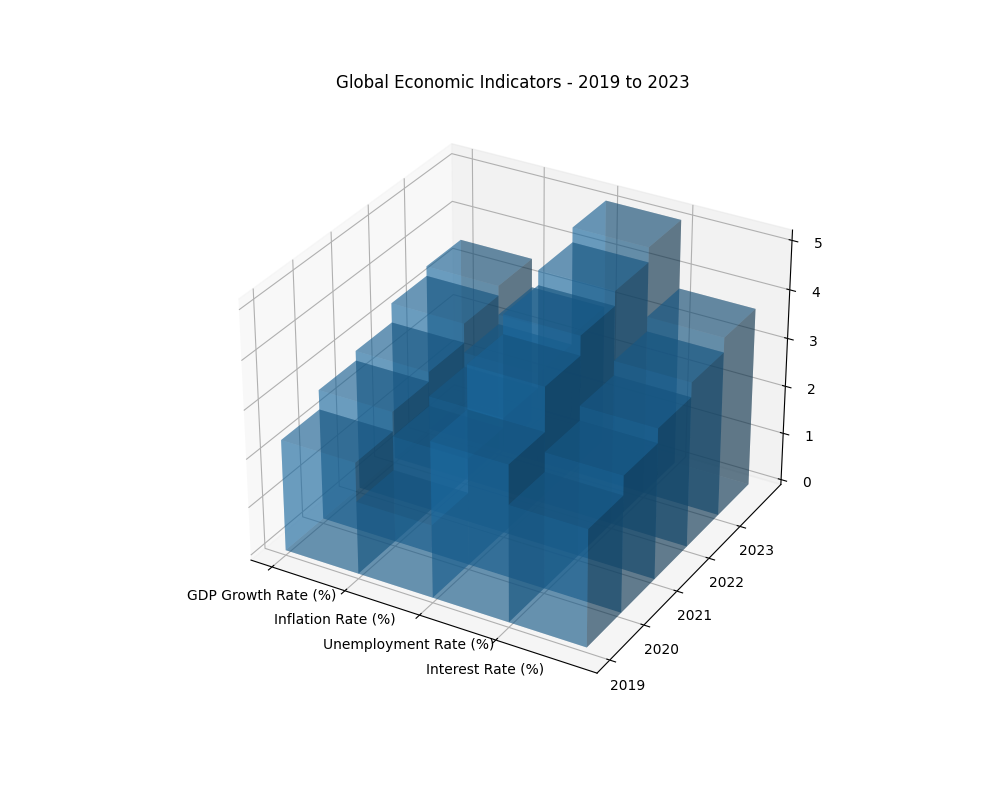 Global Economic Indicators - 2019 to 2023
5
4
3
2
1
0
GDP Growth Rate (%)
Inflation Rate (%)
Unemployment Rate (%)
Interest Rate (%)
2023
2022
2021
2020
2019